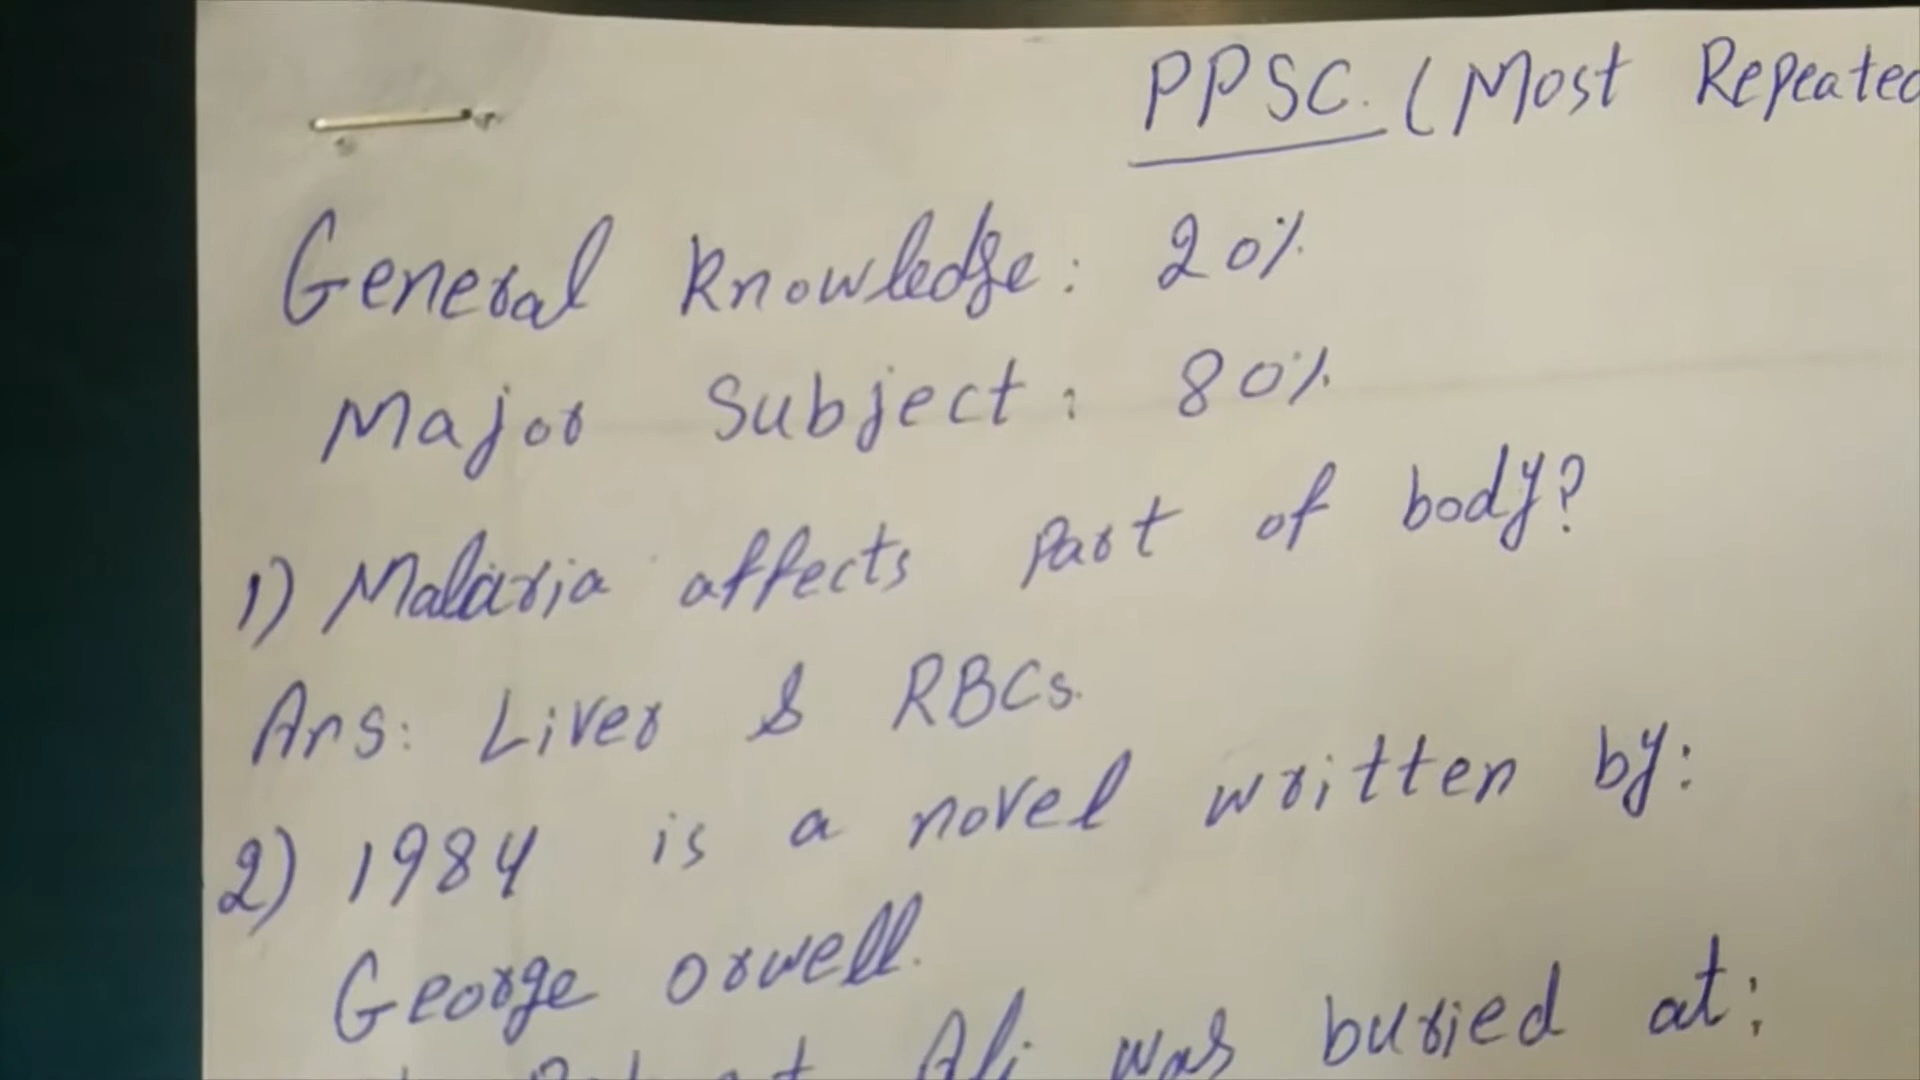 PPSC. (Most Repeated
General Knowledge: 20%
Major Subject: 80%
1) Malaria affects part of body?
Ans: Liver & RBCs.
2) 1984 is a novel written by:
George orwell.
Ali was buried at: